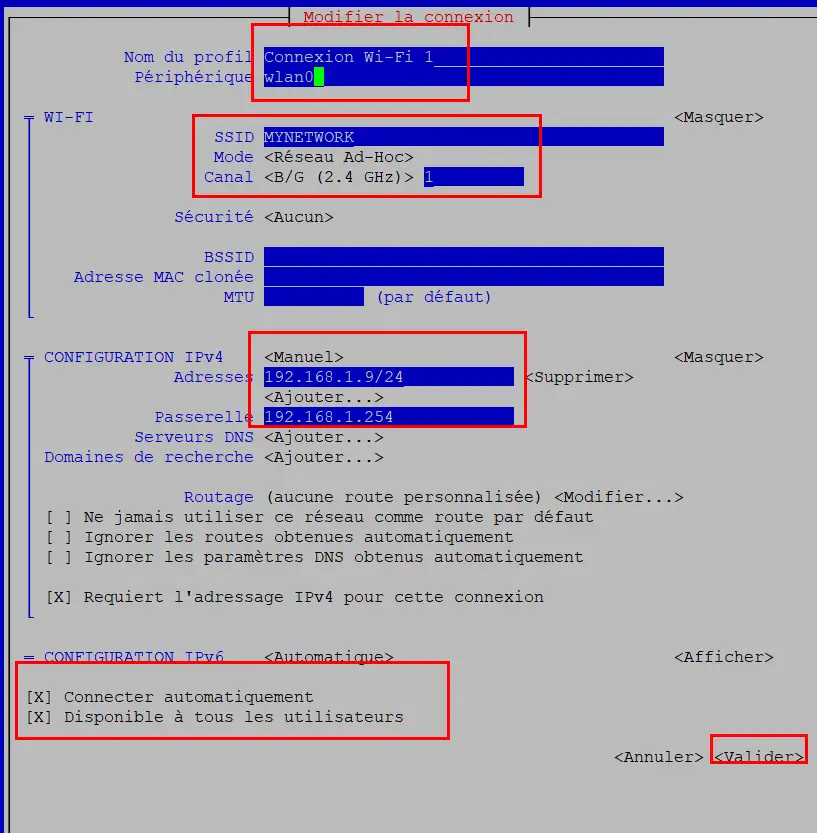 Modifier la connexion
Nom du profil Connexion Wi-Fi 1
Périphérique wlan0
WI-FI <Masquer>
SSID MYNETWORK
Mode <Réseau Ad-Hoc>
Canal <B/G (2.4 GHz)> 1
Sécurité <Aucun>
BSSID
Adresse MAC clonée
MTU (par défaut)
CONFIGURATION IPv4 <Manuel> <Masquer>
Adresses 192.168.1.9/24 <Supprimer>
<Ajouter...>
Passerelle 192.168.1.254
Serveurs DNS <Ajouter...>
Domaines de recherche <Ajouter...>
Routage (aucune route personnalisée) <Modifier...>
[ ] Ne jamais utiliser ce réseau comme route par défaut
[ ] Ignorer les routes obtenues automatiquement
[ ] Ignorer les paramètres DNS obtenus automatiquement
[X] Requiert l'adressage IPv4 pour cette connexion
CONFIGURATION IPv6 <Automatique> <Afficher>
[X] Connecter automatiquement
[X] Disponible à tous les utilisateurs
<Annuler> <Valider>